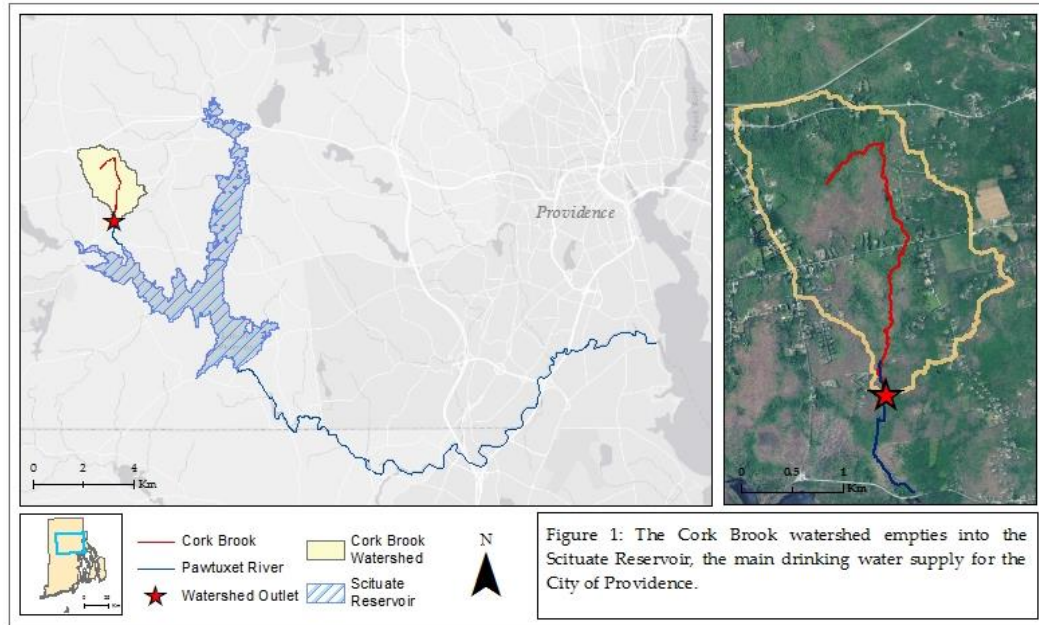 Providence
0 2 4
Km
0 0.5 1
Km
Cork Brook
Pawtuxet River
Watershed Outlet
Cork Brook
Watershed
Scituate
Reservoir
N
Figure 1: The Cork Brook watershed empties into the
Scituate Reservoir, the main drinking water supply for the
City of Providence.